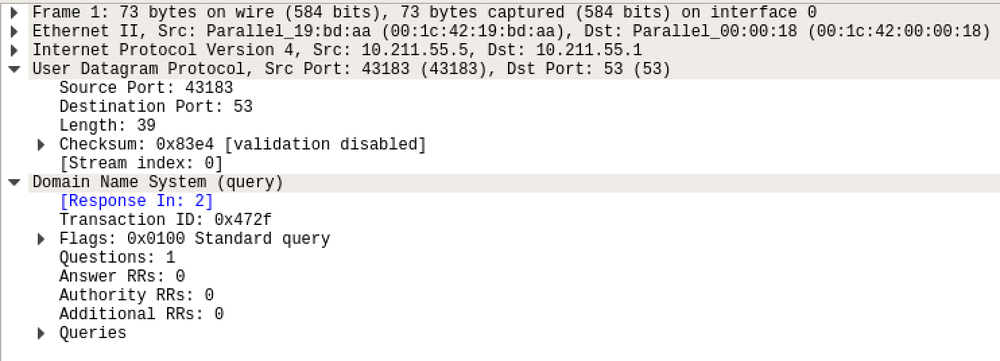 Frame 1: 73 bytes on wire (584 bits), 73 bytes captured (584 bits) on interface 0
Ethernet II, Src: Parallel_19:bd:aa (00:1c:42:19:bd:aa), Dst: Parallel_00:00:18 (00:1c:42:00:00:18)
Internet Protocol Version 4, Src: 10.211.55.5, Dst: 10.211.55.1
User Datagram Protocol, Src Port: 43183 (43183), Dst Port: 53 (53)
Source Port: 43183
Destination Port: 53
Length: 39
Checksum: 0x83e4 [validation disabled]
[Stream index: 0]
Domain Name System (query)
[Response In: 2]
Transaction ID: 0x472f
Flags: 0x0100 Standard query
Questions: 1
Answer RRs: 0
Authority RRs: 0
Additional RRs: 0
Queries